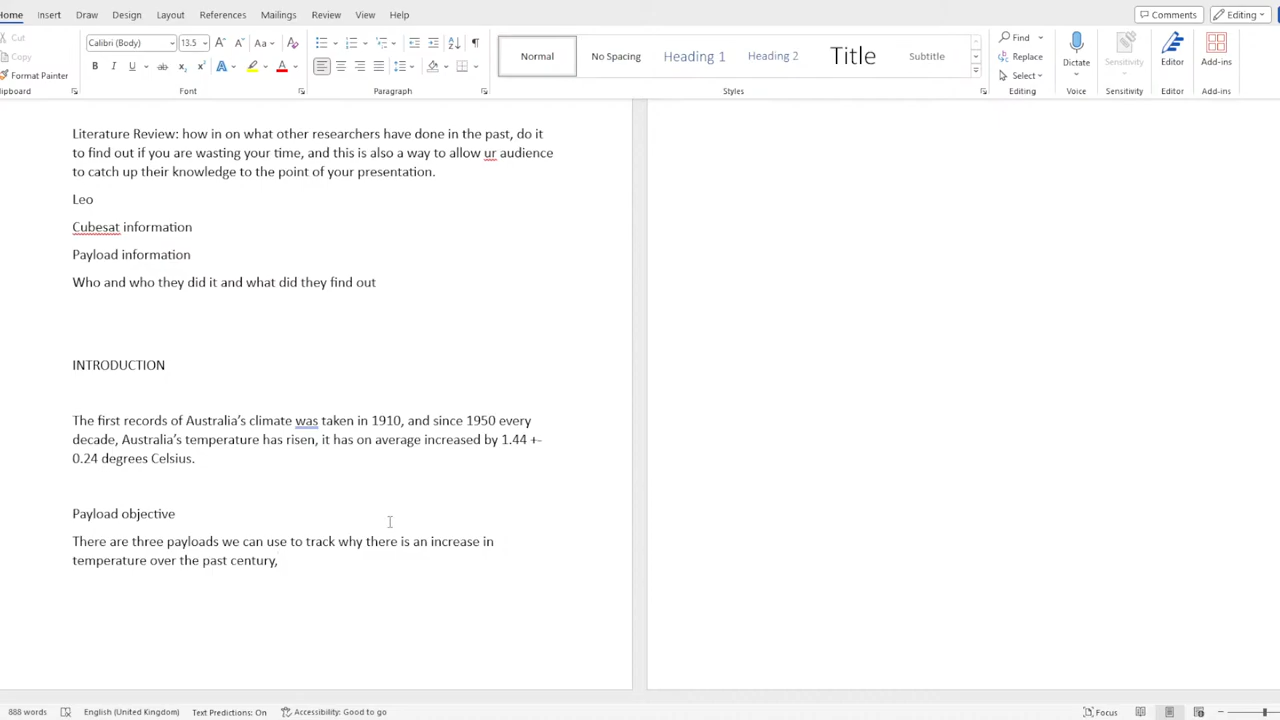 Home Insert Draw Design Layout References Mailings Review View Help Comments Editing
Cut
Copy
Format Painter
Calibri (Body) 13.5
Normal No Spacing Heading 1 Heading 2 Title Subtitle
Find
Replace
Select
Dictate Sensitivity Editor Add-ins
lipboard Font Paragraph Styles Editing Voice Sensitivity Editor Add-ins
Literature Review: how in on what other researchers have done in the past, do it
to find out if you are wasting your time, and this is also a way to allow ur audience
to catch up their knowledge to the point of your presentation.
Leo
Cubesat information
Payload information
Who and who they did it and what did they find out
INTRODUCTION
The first records of Australia’s climate was taken in 1910, and since 1950 every
decade, Australia’s temperature has risen, it has on average increased by 1.44 +-
0.24 degrees Celsius.
Payload objective
There are three payloads we can use to track why there is an increase in
temperature over the past century,
888 words English (United Kingdom) Text Predictions: On Accessibility: Good to go Focus